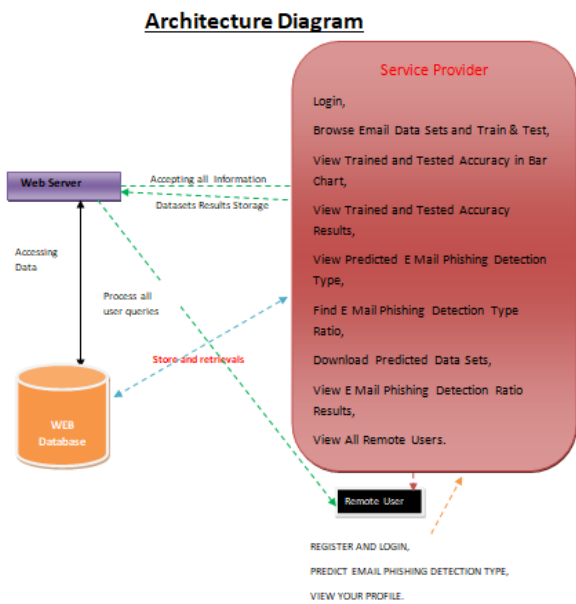 Architecture Diagram
Service Provider
Login,
Browse Email Data Sets and Train & Test,
View Trained and Tested Accuracy in Bar
Chart,
View Trained and Tested Accuracy
Results,
View Predicted E Mail Phishing Detection
Type,
Find E Mail Phishing Detection Type
Ratio,
Download Predicted Data Sets,
View E Mail Phishing Detection Ratio
Results,
View All Remote Users.
Web Server
Accepting all Information
Datasets Results Storage
Accessing
Data
Process all
user queries
Store and retrievals
WEB
Database
Remote User
REGISTER AND LOGIN,
PREDICT EMAIL PHISHING DETECTION TYPE,
VIEW YOUR PROFILE.